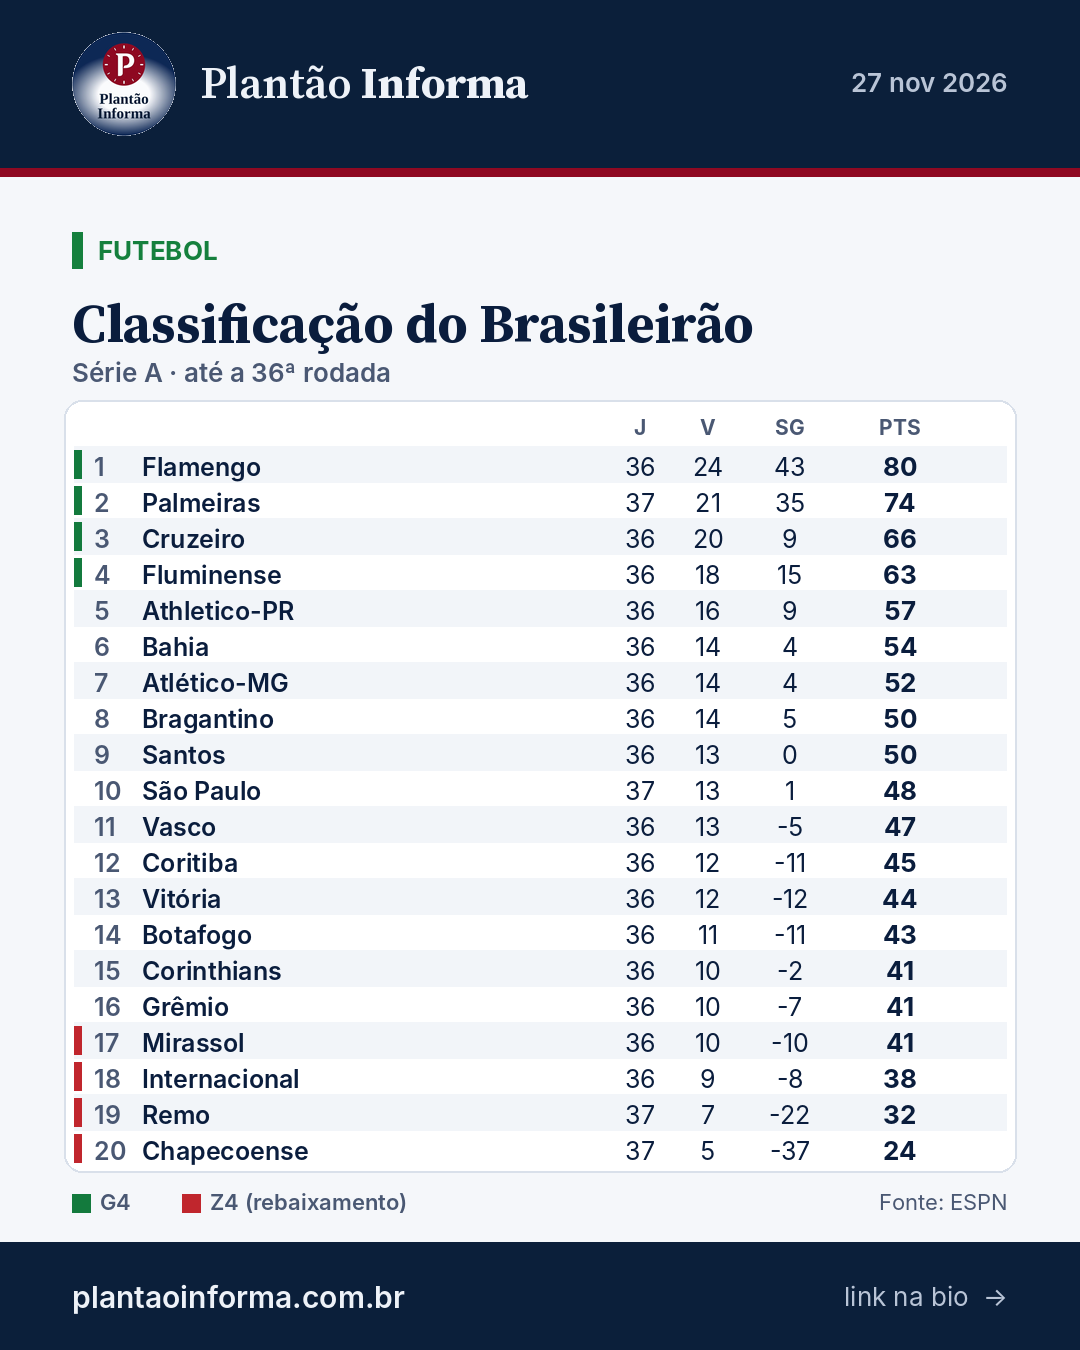 P
Plantão
Informa
Plantão Informa
27 nov 2026
FUTEBOL
Classificação do Brasileirão
Série A · até a 36ª rodada
J V SG PTS
1 Flamengo 36 24 43 80
2 Palmeiras 37 21 35 74
3 Cruzeiro 36 20 9 66
4 Fluminense 36 18 15 63
5 Athletico-PR 36 16 9 57
6 Bahia 36 14 4 54
7 Atlético-MG 36 14 4 52
8 Bragantino 36 14 5 50
9 Santos 36 13 0 50
10 São Paulo 37 13 1 48
11 Vasco 36 13 -5 47
12 Coritiba 36 12 -11 45
13 Vitória 36 12 -12 44
14 Botafogo 36 11 -11 43
15 Corinthians 36 10 -2 41
16 Grêmio 36 10 -7 41
17 Mirassol 36 10 -10 41
18 Internacional 36 9 -8 38
19 Remo 37 7 -22 32
20 Chapecoense 37 5 -37 24
G4 Z4 (rebaixamento) Fonte: ESPN
plantaoinforma.com.br
link na bio →